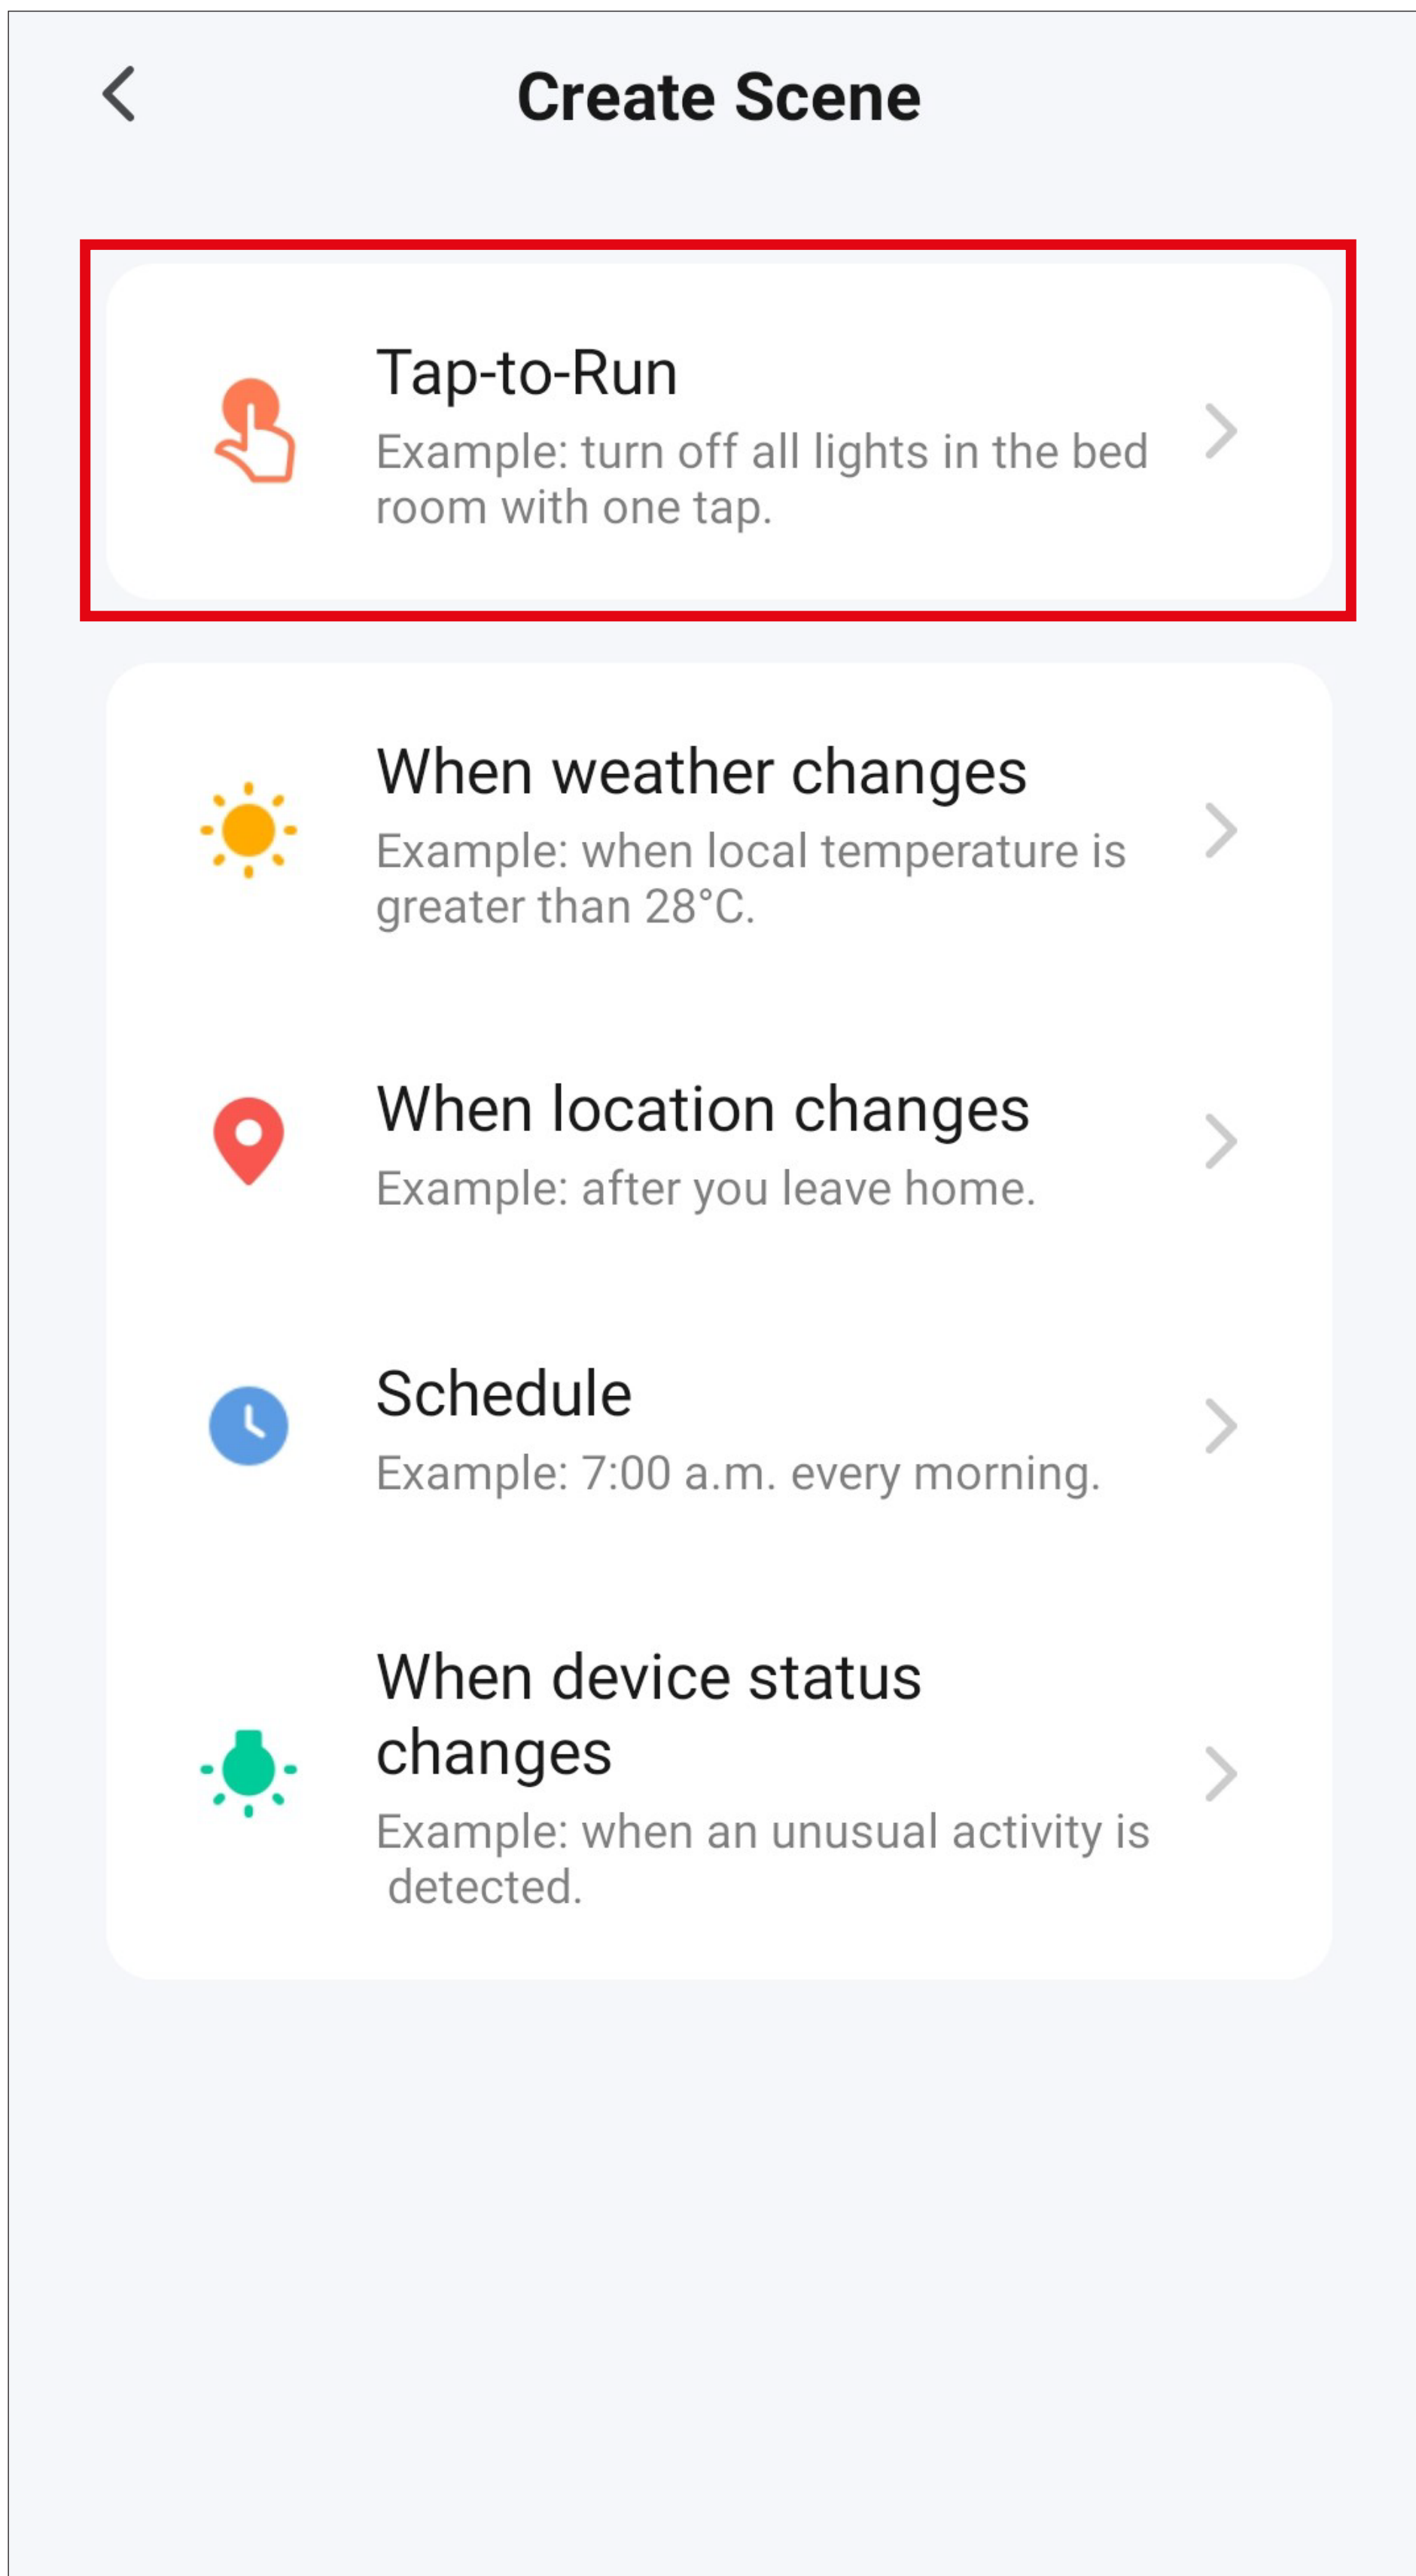 Create Scene
Tap-to-Run
Example: turn off all lights in the bed
room with one tap.
When weather changes
Example: when local temperature is
greater than 28°C.
When location changes
Example: after you leave home.
Schedule
Example: 7:00 a.m. every morning.
When device status
changes
Example: when an unusual activity is
detected.